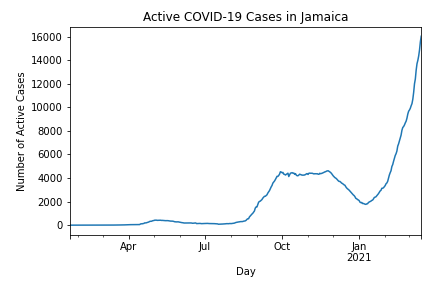 Active COVID-19 Cases in Jamaica
Number of Active Cases
16000
14000
12000
10000
8000
6000
4000
2000
0
Apr
Jul
Oct
Jan
2021
Day